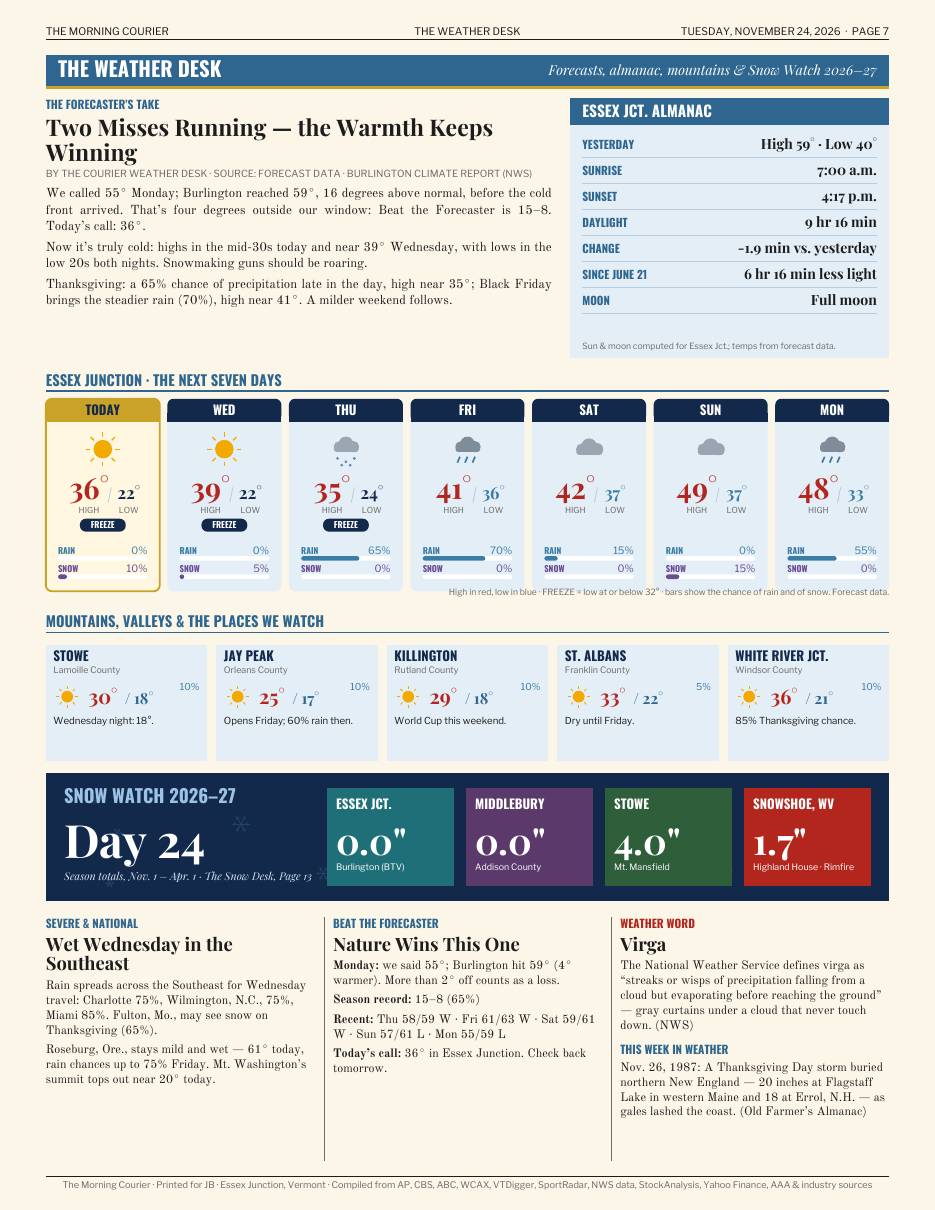 THE MORNING COURIER
THE WEATHER DESK
TUESDAY, NOVEMBER 24, 2026 · PAGE 7
THE WEATHER DESK
Forecasts, almanac, mountains & Snow Watch 2026–27
THE FORECASTER'S TAKE
Two Misses Running — the Warmth Keeps
Winning
BY THE COURIER WEATHER DESK · SOURCE: FORECAST DATA · BURLINGTON CLIMATE REPORT (NWS)
We called 55° Monday; Burlington reached 59°, 16 degrees above normal, before the cold
front arrived. That's four degrees outside our window: Beat the Forecaster is 15–8.
Today's call: 36°.
Now it's truly cold: highs in the mid-30s today and near 39° Wednesday, with lows in the
low 20s both nights. Snowmaking guns should be roaring.
Thanksgiving: a 65% chance of precipitation late in the day, high near 35°; Black Friday
brings the steadier rain (70%), high near 41°. A milder weekend follows.
ESSEX JCT. ALMANAC
YESTERDAY High 59° · Low 40°
SUNRISE 7:00 a.m.
SUNSET 4:17 p.m.
DAYLIGHT 9 hr 16 min
CHANGE -1.9 min vs. yesterday
SINCE JUNE 21 6 hr 16 min less light
MOON Full moon
Sun & moon computed for Essex Jct.; temps from forecast data.
ESSEX JUNCTION · THE NEXT SEVEN DAYS
TODAY
36° / 22°
HIGH LOW
FREEZE
RAIN 0%
SNOW 10%
WED
39° / 22°
HIGH LOW
FREEZE
RAIN 0%
SNOW 5%
THU
35° / 24°
HIGH LOW
FREEZE
RAIN 65%
SNOW 0%
FRI
41° / 36°
HIGH LOW
RAIN 70%
SNOW 0%
SAT
42° / 37°
HIGH LOW
RAIN 15%
SNOW 0%
SUN
49° / 37°
HIGH LOW
RAIN 0%
SNOW 15%
MON
48° / 33°
HIGH LOW
RAIN 55%
SNOW 0%
High in red, low in blue · FREEZE = low at or below 32° · bars show the chance of rain and of snow. Forecast data.
MOUNTAINS, VALLEYS & THE PLACES WE WATCH
STOWE
Lamoille County
30° / 18° 10%
Wednesday night: 18°.
JAY PEAK
Orleans County
25° / 17° 10%
Opens Friday; 60% rain then.
KILLINGTON
Rutland County
29° / 18° 10%
World Cup this weekend.
ST. ALBANS
Franklin County
33° / 22° 5%
Dry until Friday.
WHITE RIVER JCT.
Windsor County
36° / 21° 10%
85% Thanksgiving chance.
SNOW WATCH 2026–27
Day 24
Season totals, Nov. 1 – Apr. 1 · The Snow Desk, Page 13
ESSEX JCT.
0.0"
Burlington (BTV)
MIDDLEBURY
0.0"
Addison County
STOWE
4.0"
Mt. Mansfield
SNOWSHOE, WV
1.7"
Highland House · Rimfire
SEVERE & NATIONAL
Wet Wednesday in the
Southeast
Rain spreads across the Southeast for Wednesday
travel: Charlotte 75%, Wilmington, N.C., 75%,
Miami 85%. Fulton, Mo., may see snow on
Thanksgiving (65%).
Roseburg, Ore., stays mild and wet — 61° today,
rain chances up to 75% Friday. Mt. Washington's
summit tops out near 20° today.
BEAT THE FORECASTER
Nature Wins This One
Monday: we said 55°; Burlington hit 59° (4°
warmer). More than 2° off counts as a loss.
Season record: 15–8 (65%)
Recent: Thu 58/59 W · Fri 61/63 W · Sat 59/61
W · Sun 57/61 L · Mon 55/59 L
Today's call: 36° in Essex Junction. Check back
tomorrow.
WEATHER WORD
Virga
The National Weather Service defines virga as
“streaks or wisps of precipitation falling from a
cloud but evaporating before reaching the ground”
— gray curtains under a cloud that never touch
down. (NWS)
THIS WEEK IN WEATHER
Nov. 26, 1987: A Thanksgiving Day storm buried
northern New England — 20 inches at Flagstaff
Lake in western Maine and 18 at Errol, N.H. — as
gales lashed the coast. (Old Farmer's Almanac)
The Morning Courier · Printed for JB · Essex Junction, Vermont · Compiled from AP, CBS, ABC, WCAX, VTDigger, SportRadar, NWS data, StockAnalysis, Yahoo Finance, AAA & industry sources